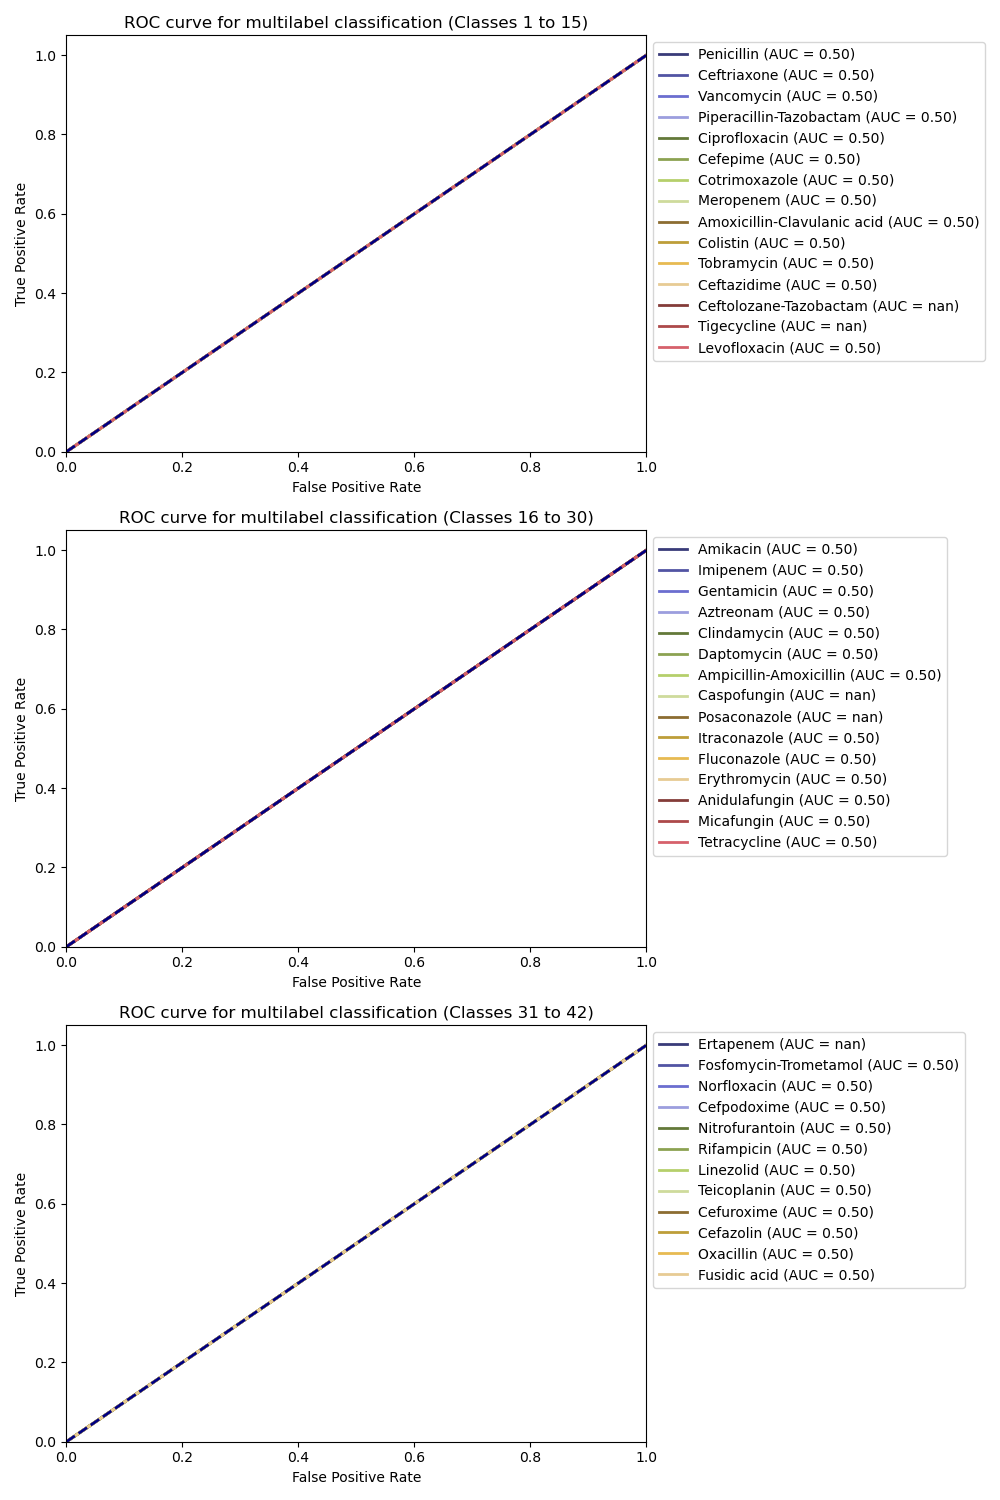 ROC curve for multilabel classification (Classes 1 to 15)
1.0
0.8
0.6
0.4
0.2
0.0
True Positive Rate
0.0 0.2 0.4 0.6 0.8 1.0
False Positive Rate
Penicillin (AUC = 0.50)
Ceftriaxone (AUC = 0.50)
Vancomycin (AUC = 0.50)
Piperacillin-Tazobactam (AUC = 0.50)
Ciprofloxacin (AUC = 0.50)
Cefepime (AUC = 0.50)
Cotrimoxazole (AUC = 0.50)
Meropenem (AUC = 0.50)
Amoxicillin-Clavulanic acid (AUC = 0.50)
Colistin (AUC = 0.50)
Tobramycin (AUC = 0.50)
Ceftazidime (AUC = 0.50)
Ceftolozane-Tazobactam (AUC = nan)
Tigecycline (AUC = nan)
Levofloxacin (AUC = 0.50)
ROC curve for multilabel classification (Classes 16 to 30)
1.0
0.8
0.6
0.4
0.2
0.0
True Positive Rate
0.0 0.2 0.4 0.6 0.8 1.0
False Positive Rate
Amikacin (AUC = 0.50)
Imipenem (AUC = 0.50)
Gentamicin (AUC = 0.50)
Aztreonam (AUC = 0.50)
Clindamycin (AUC = 0.50)
Daptomycin (AUC = 0.50)
Ampicillin-Amoxicillin (AUC = 0.50)
Caspofungin (AUC = nan)
Posaconazole (AUC = nan)
Itraconazole (AUC = 0.50)
Fluconazole (AUC = 0.50)
Erythromycin (AUC = 0.50)
Anidulafungin (AUC = 0.50)
Micafungin (AUC = 0.50)
Tetracycline (AUC = 0.50)
ROC curve for multilabel classification (Classes 31 to 42)
1.0
0.8
0.6
0.4
0.2
0.0
True Positive Rate
0.0 0.2 0.4 0.6 0.8 1.0
False Positive Rate
Ertapenem (AUC = nan)
Fosfomycin-Trometamol (AUC = 0.50)
Norfloxacin (AUC = 0.50)
Cefpodoxime (AUC = 0.50)
Nitrofurantoin (AUC = 0.50)
Rifampicin (AUC = 0.50)
Linezolid (AUC = 0.50)
Teicoplanin (AUC = 0.50)
Cefuroxime (AUC = 0.50)
Cefazolin (AUC = 0.50)
Oxacillin (AUC = 0.50)
Fusidic acid (AUC = 0.50)